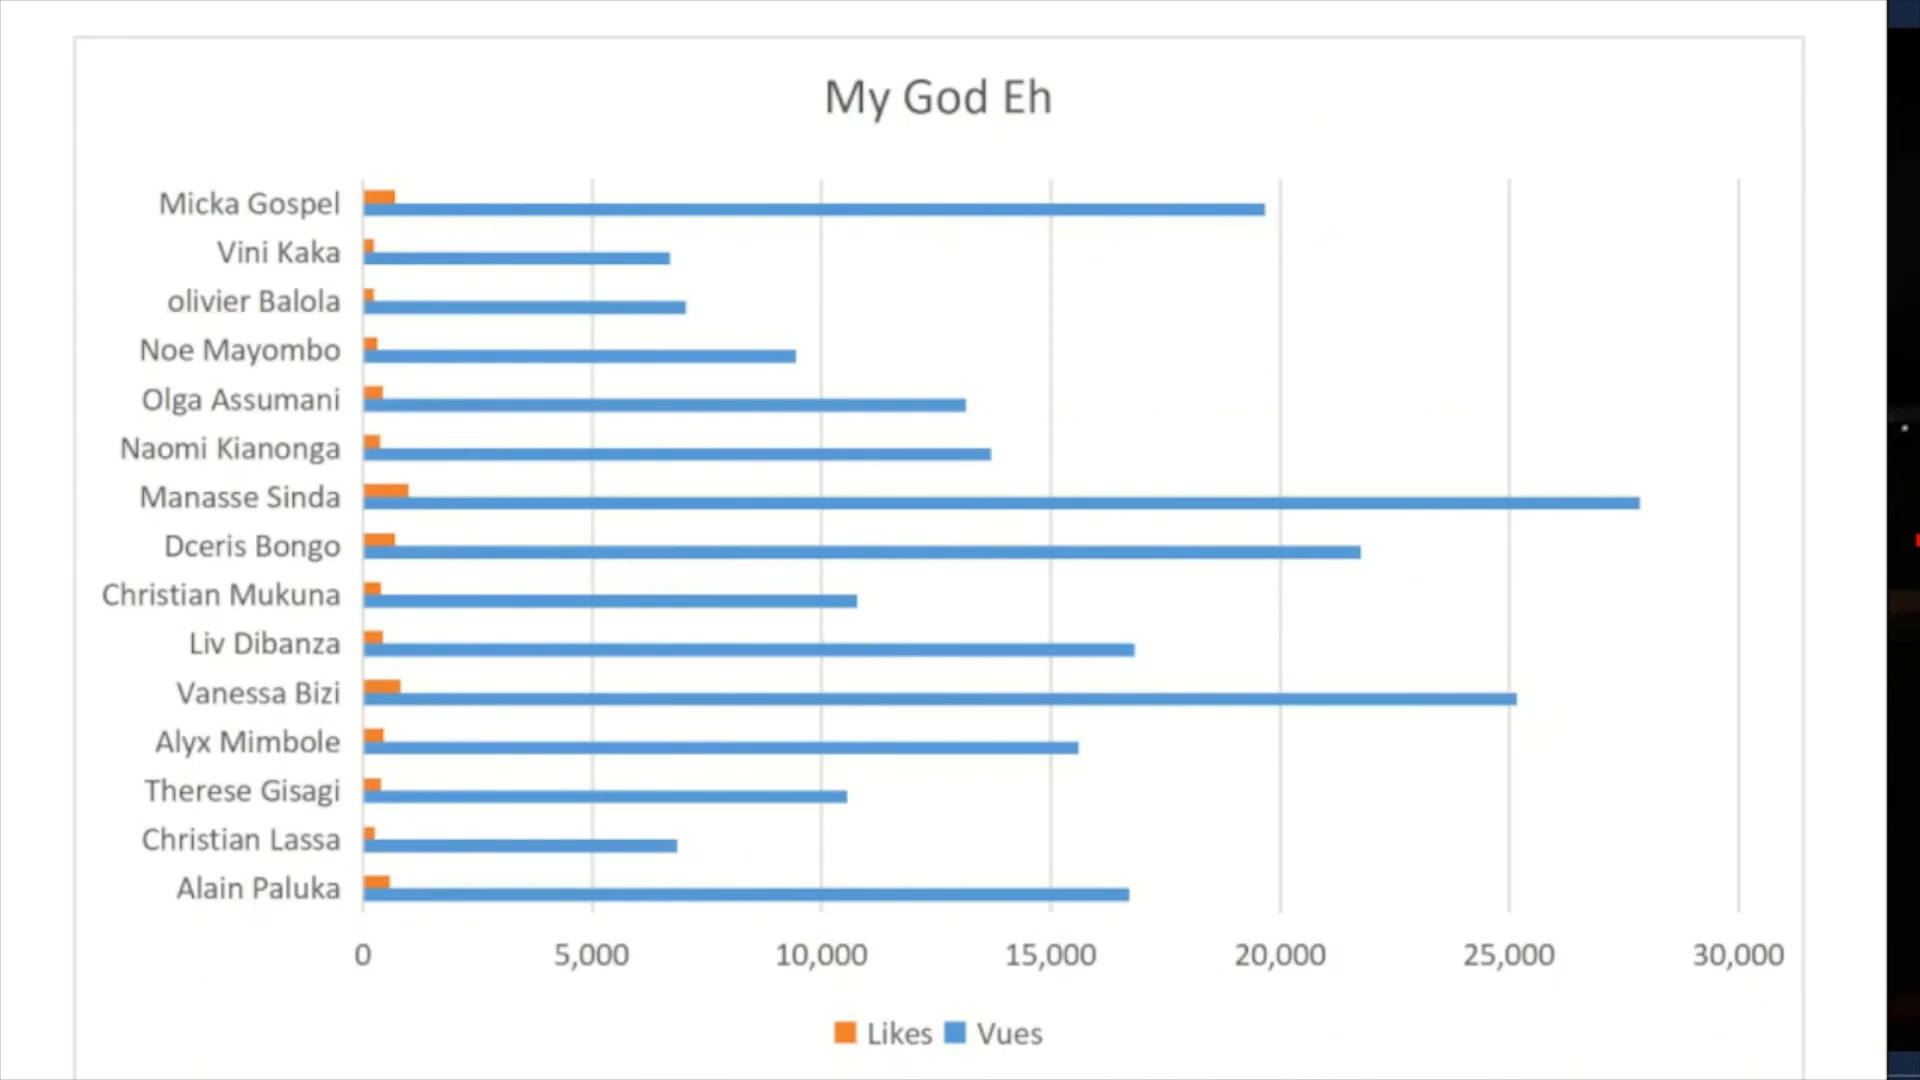 My God Eh
Micka Gospel
Vini Kaka
olivier Balola
Noe Mayombo
Olga Assumani
Naomi Kianonga
Manasse Sinda
Dceris Bongo
Christian Mukuna
Liv Dibanza
Vanessa Bizi
Alyx Mimbole
Therese Gisagi
Christian Lassa
Alain Paluka
0 5,000 10,000 15,000 20,000 25,000 30,000
Likes Vues